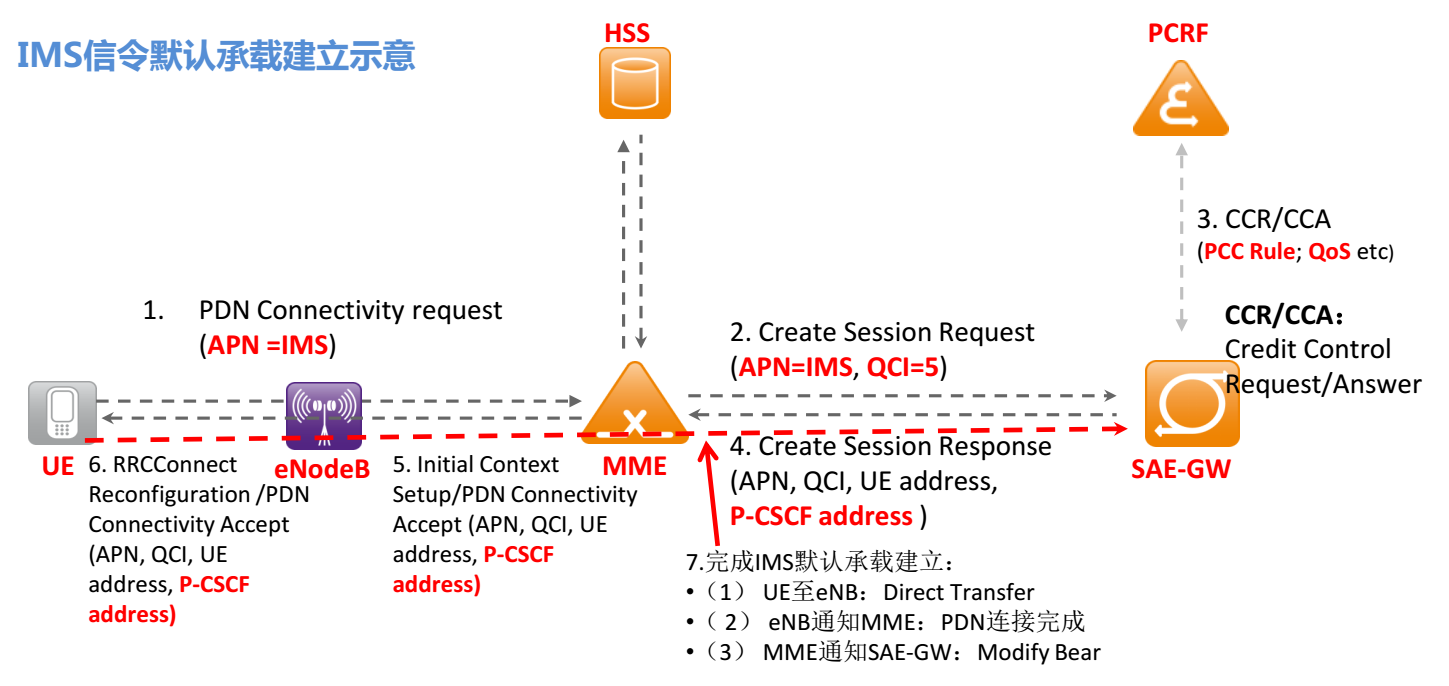 IMS信令默认承载建立示意
HSS
PCRF
3. CCR/CCA
(PCC Rule; QoS etc)
1. PDN Connectivity request
(APN =IMS)
2. Create Session Request
(APN=IMS, QCI=5)
CCR/CCA：
Credit Control
Request/Answer
UE
eNodeB
MME
SAE-GW
6. RRCConnect
Reconfiguration /PDN
Connectivity Accept
(APN, QCI, UE
address, P-CSCF
address)
5. Initial Context
Setup/PDN Connectivity
Accept (APN, QCI, UE
address, P-CSCF
address)
4. Create Session Response
(APN, QCI, UE address,
P-CSCF address )
7.完成IMS默认承载建立：
•（1） UE至eNB：Direct Transfer
•（ 2） eNB通知MME：PDN连接完成
•（3） MME通知SAE-GW：Modify Bear